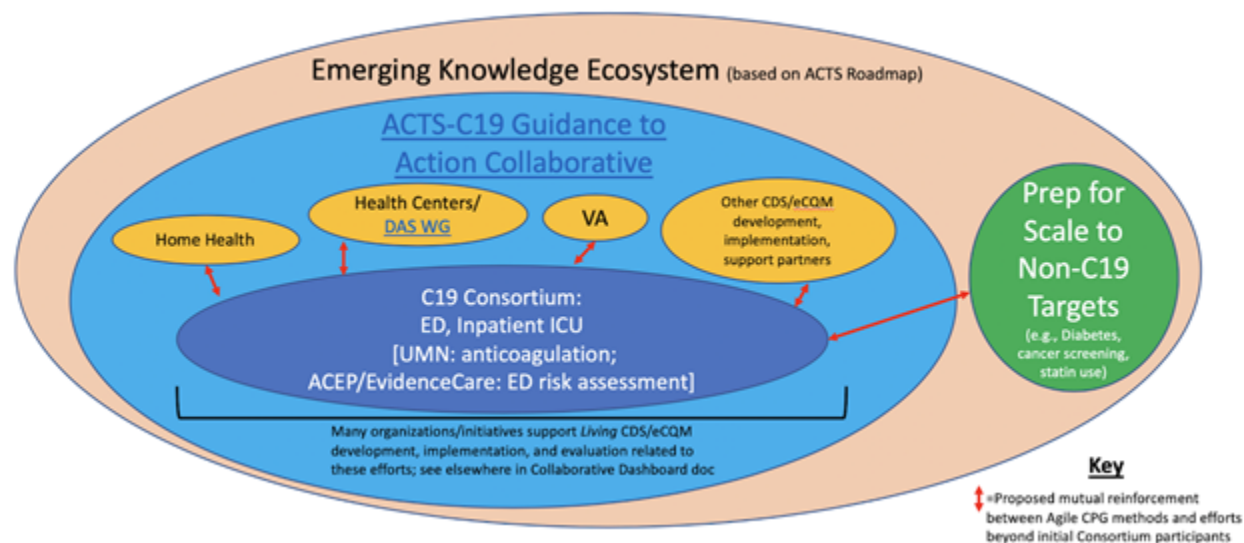 Emerging Knowledge Ecosystem (based on ACTS Roadmap)
ACTS-C19 Guidance to
Action Collaborative
Home Health
Health Centers/
DAS WG
VA
Other CDS/eCQM
development,
implementation,
support partners
C19 Consortium:
ED, Inpatient ICU
[UMN: anticoagulation;
ACEP/EvidenceCare: ED risk assessment]
Many organizations/initiatives support Living CDS/eCQM
development, implementation, and evaluation related to
these efforts; see elsewhere in Collaborative Dashboard doc
Prep for
Scale to
Non-C19
Targets
(e.g., Diabetes,
cancer screening,
statin use)
Key
=Proposed mutual reinforcement
between Agile CPG methods and efforts
beyond initial Consortium participants